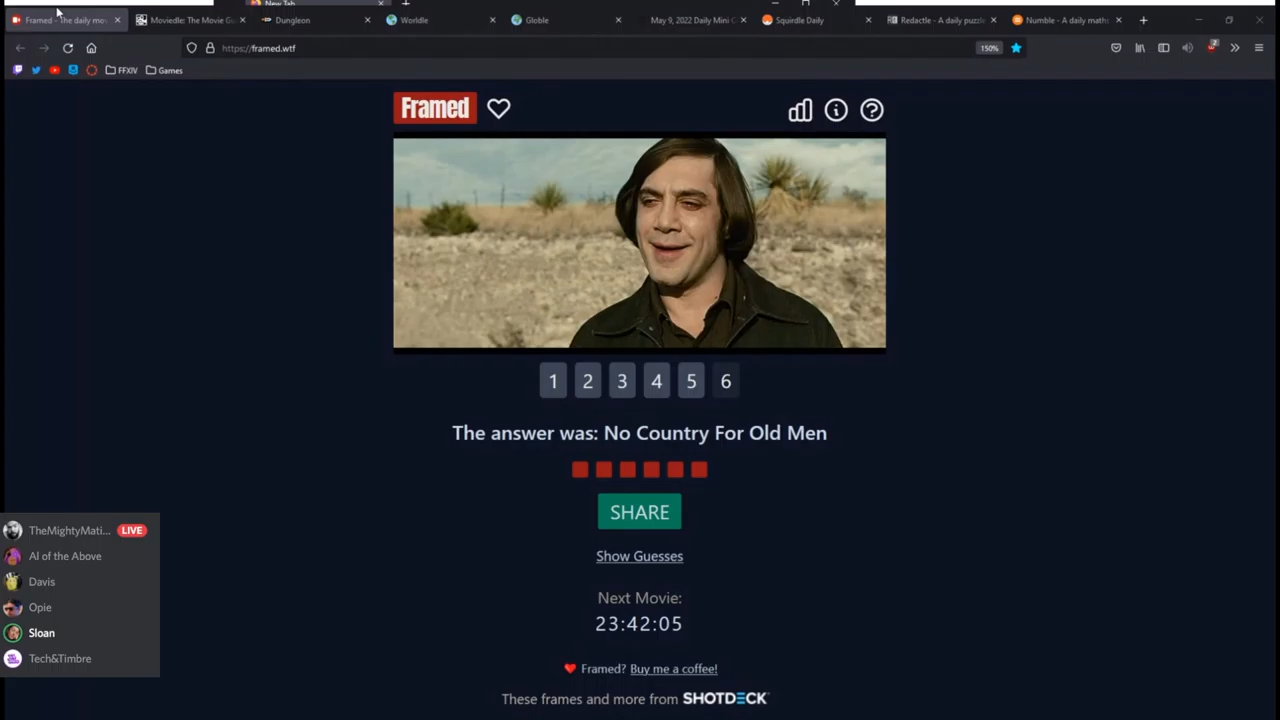 New Tab
Framed - The daily mov
Moviedle: The Movie Gu
Dungleon
Worldle
Globle
May 9, 2022 Daily Mini C
Squirdle Daily
Redactle - A daily puzzle
Numble - A daily math
https://framed.wtf
150%
2
FFXIV
Games
Framed
1 2 3 4 5 6
The answer was: No Country For Old Men
SHARE
Show Guesses
Next Movie:
23:42:05
Framed? Buy me a coffee!
These frames and more from SHOTDECK
TheMightyMati... LIVE
Al of the Above
Davis
Opie
Sloan
Tech&Timbre